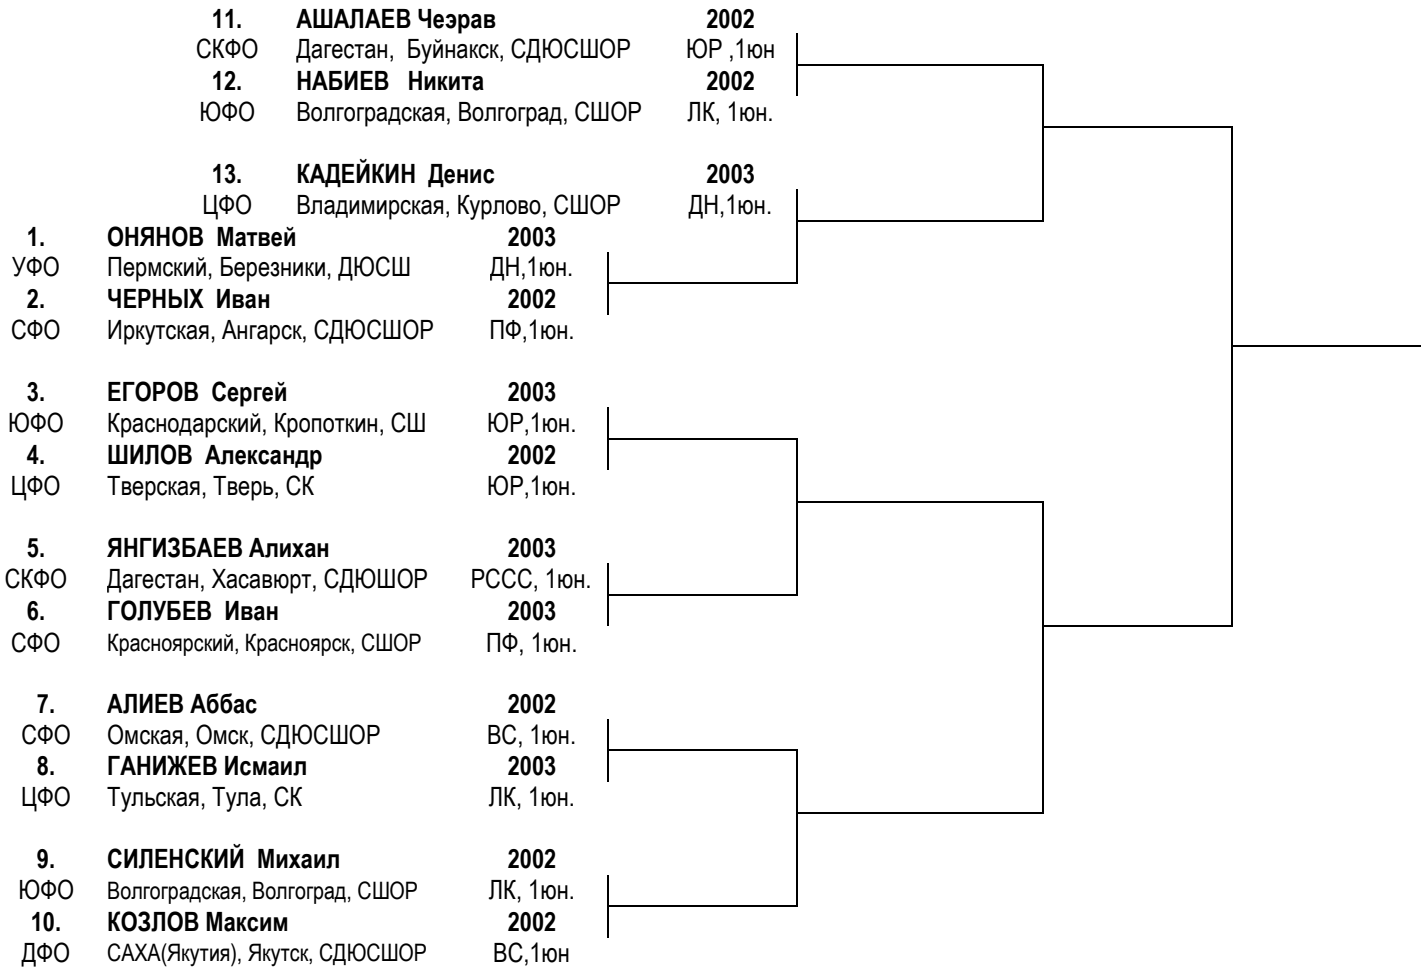 11. АШАЛАЕВ Чеэрав 2002
СКФО Дагестан, Буйнакск, СДЮСШОР ЮР ,1юн
12. НАБИЕВ Никита 2002
ЮФО Волгоградская, Волгоград, СШОР ЛК, 1юн.
13. КАДЕЙКИН Денис 2003
ЦФО Владимирская, Курлово, СШОР ДН,1юн.
1. ОНЯНОВ Матвей 2003
УФО Пермский, Березники, ДЮСШ ДН,1юн.
2. ЧЕРНЫХ Иван 2002
СФО Иркутская, Ангарск, СДЮСШОР ПФ,1юн.
3. ЕГОРОВ Сергей 2003
ЮФО Краснодарский, Кропоткин, СШ ЮР,1юн.
4. ШИЛОВ Александр 2002
ЦФО Тверская, Тверь, СК ЮР,1юн.
5. ЯНГИЗБАЕВ Алихан 2003
СКФО Дагестан, Хасавюрт, СДЮШОР РССС, 1юн.
6. ГОЛУБЕВ Иван 2003
СФО Красноярский, Красноярск, СШОР ПФ, 1юн.
7. АЛИЕВ Аббас 2002
СФО Омская, Омск, СДЮСШОР ВС, 1юн.
8. ГАНИЖЕВ Исмаил 2003
ЦФО Тульская, Тула, СК ЛК, 1юн.
9. СИЛЕНСКИЙ Михаил 2002
ЮФО Волгоградская, Волгоград, СШОР ЛК, 1юн.
10. КОЗЛОВ Максим 2002
ДФО САХА(Якутия), Якутск, СДЮСШОР ВС,1юн